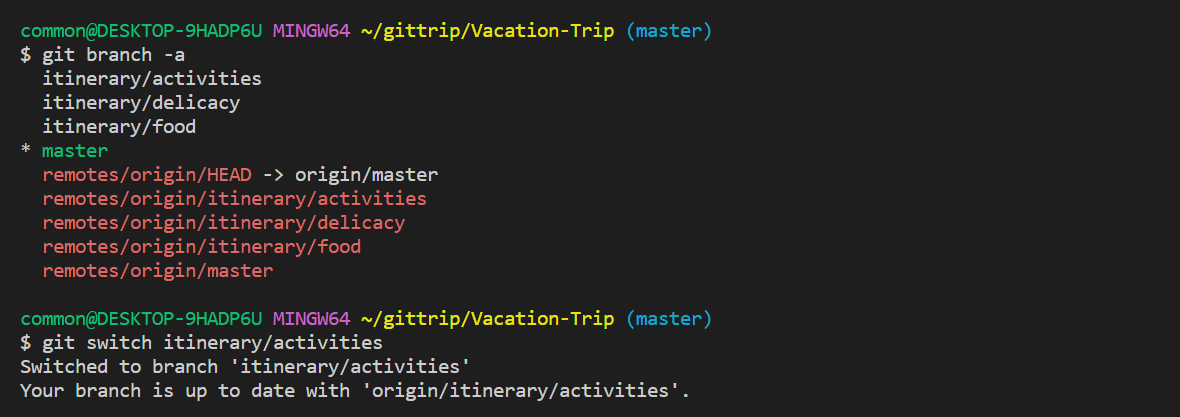 common@DESKTOP-9HADP6U MINGW64 ~/gittrip/Vacation-Trip (master)
$ git branch -a
  itinerary/activities
  itinerary/delicacy
  itinerary/food
* master
  remotes/origin/HEAD -> origin/master
  remotes/origin/itinerary/activities
  remotes/origin/itinerary/delicacy
  remotes/origin/itinerary/food
  remotes/origin/master

common@DESKTOP-9HADP6U MINGW64 ~/gittrip/Vacation-Trip (master)
$ git switch itinerary/activities
Switched to branch 'itinerary/activities'
Your branch is up to date with 'origin/itinerary/activities'.